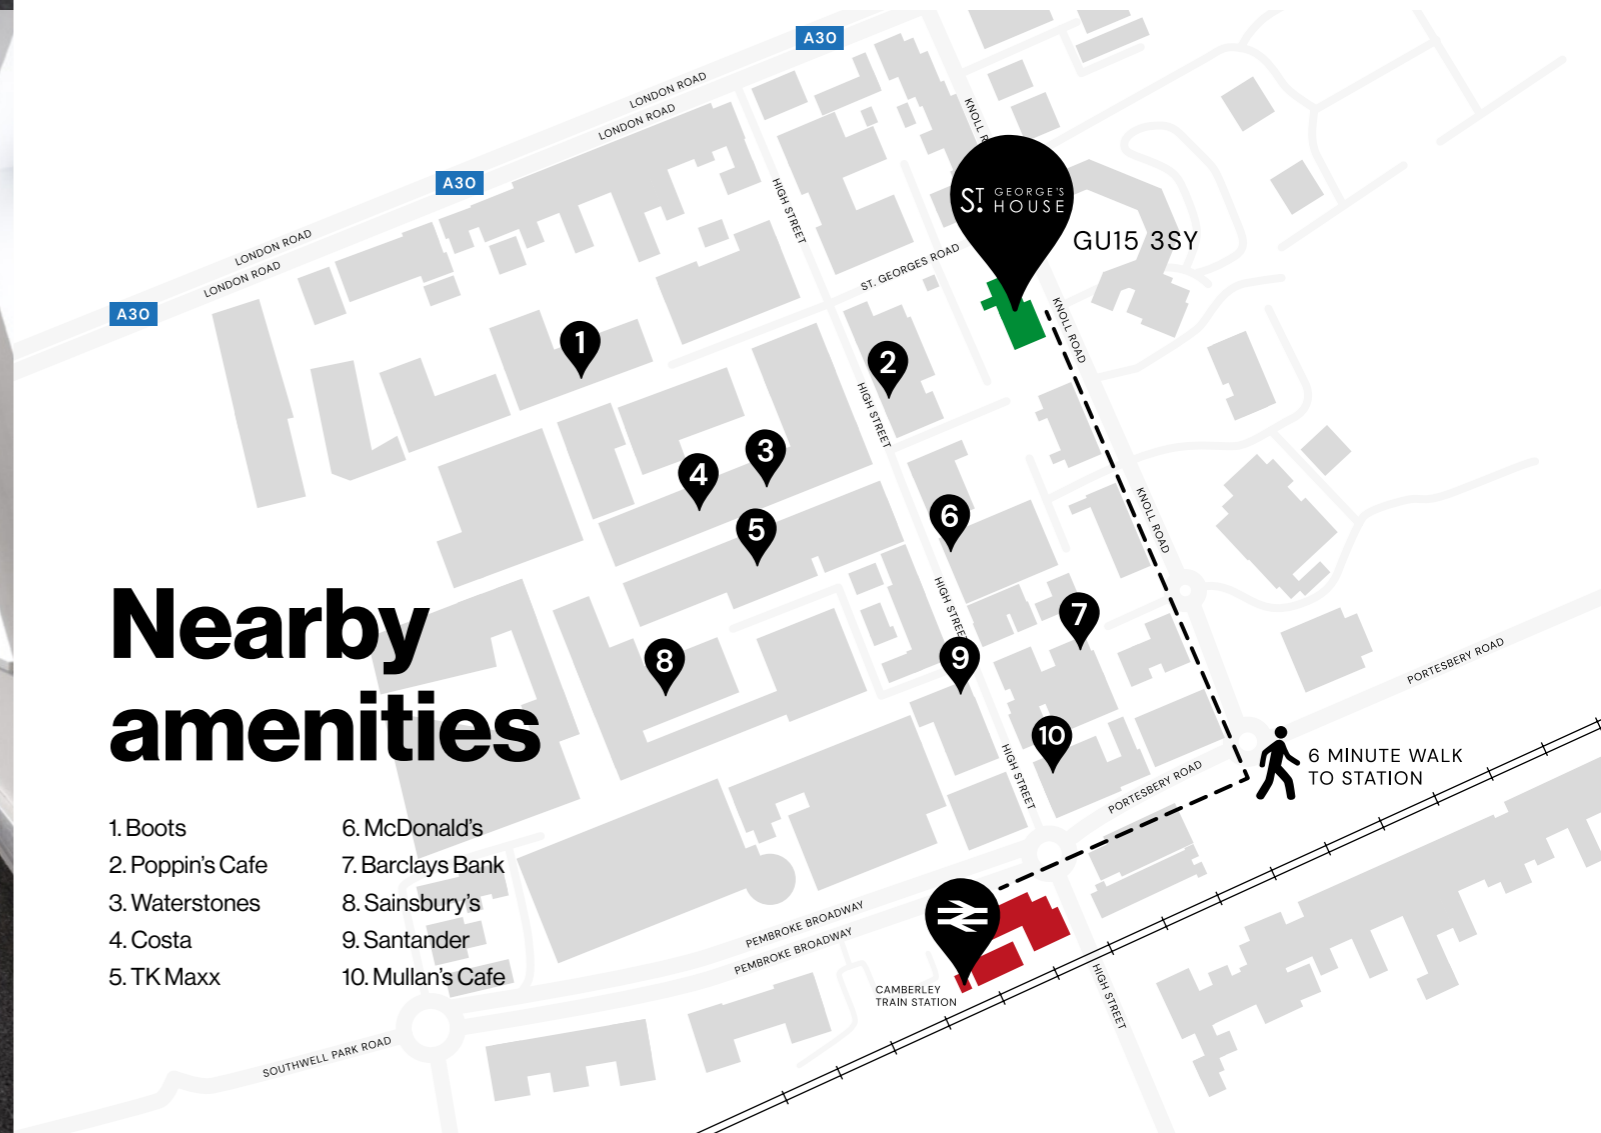 A30
LONDON ROAD
LONDON ROAD
KNOLL R
A30
HIGH STREET
ST. GEORGE'S
HOUSE
GU15 3SY
LONDON ROAD
LONDON ROAD
ST. GEORGES ROAD
A30
KNOLL ROAD
1
2
HIGH STREET
3
4
5
6
KNOLL ROAD
HIGH STREET
7
8
9
PORTESBERY ROAD
Nearby
amenities
10
HIGH STREET
PORTESBERY ROAD
6 MINUTE WALK
TO STATION
1. Boots
2. Poppin's Cafe
3. Waterstones
4. Costa
5. TK Maxx
6. McDonald's
7. Barclays Bank
8. Sainsbury's
9. Santander
10. Mullan's Cafe
PEMBROKE BROADWAY
PEMBROKE BROADWAY
CAMBERLEY
TRAIN STATION
HIGH STREET
SOUTHWELL PARK ROAD